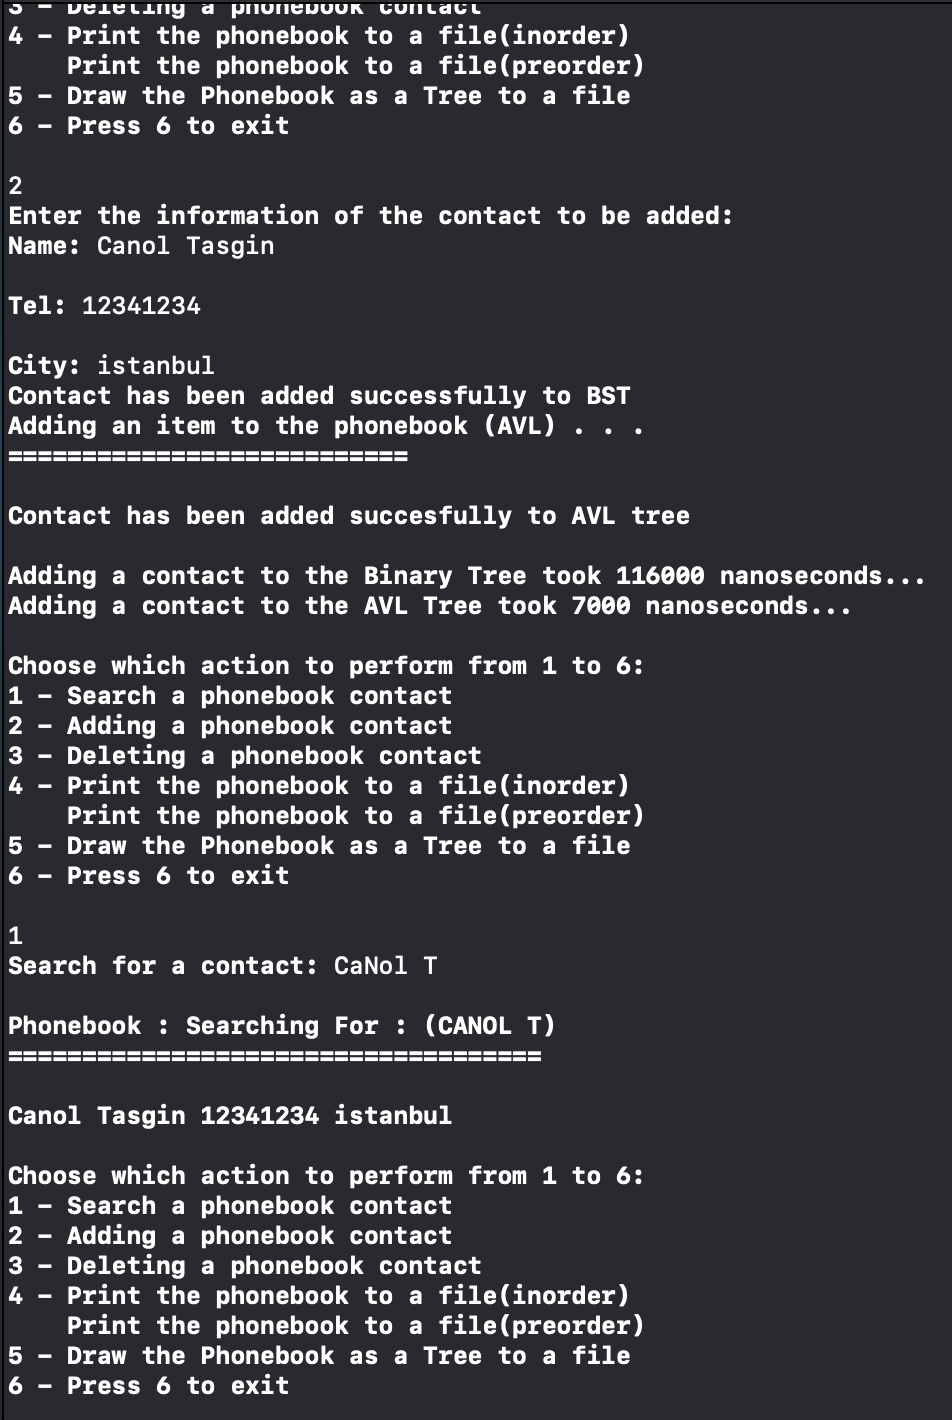 3 – Deleting a phonebook contact
4 – Print the phonebook to a file(inorder)
    Print the phonebook to a file(preorder)
5 – Draw the Phonebook as a Tree to a file
6 – Press 6 to exit

2
Enter the information of the contact to be added:
Name: Canol Tasgin

Tel: 12341234

City: istanbul
Contact has been added successfully to BST
Adding an item to the phonebook (AVL) . . .
===========================

Contact has been added succesfully to AVL tree

Adding a contact to the Binary Tree took 116000 nanoseconds...
Adding a contact to the AVL Tree took 7000 nanoseconds...

Choose which action to perform from 1 to 6:
1 – Search a phonebook contact
2 – Adding a phonebook contact
3 – Deleting a phonebook contact
4 – Print the phonebook to a file(inorder)
    Print the phonebook to a file(preorder)
5 – Draw the Phonebook as a Tree to a file
6 – Press 6 to exit

1
Search for a contact: CaNol T

Phonebook : Searching For : (CANOL T)
====================================

Canol Tasgin 12341234 istanbul

Choose which action to perform from 1 to 6:
1 – Search a phonebook contact
2 – Adding a phonebook contact
3 – Deleting a phonebook contact
4 – Print the phonebook to a file(inorder)
    Print the phonebook to a file(preorder)
5 – Draw the Phonebook as a Tree to a file
6 – Press 6 to exit